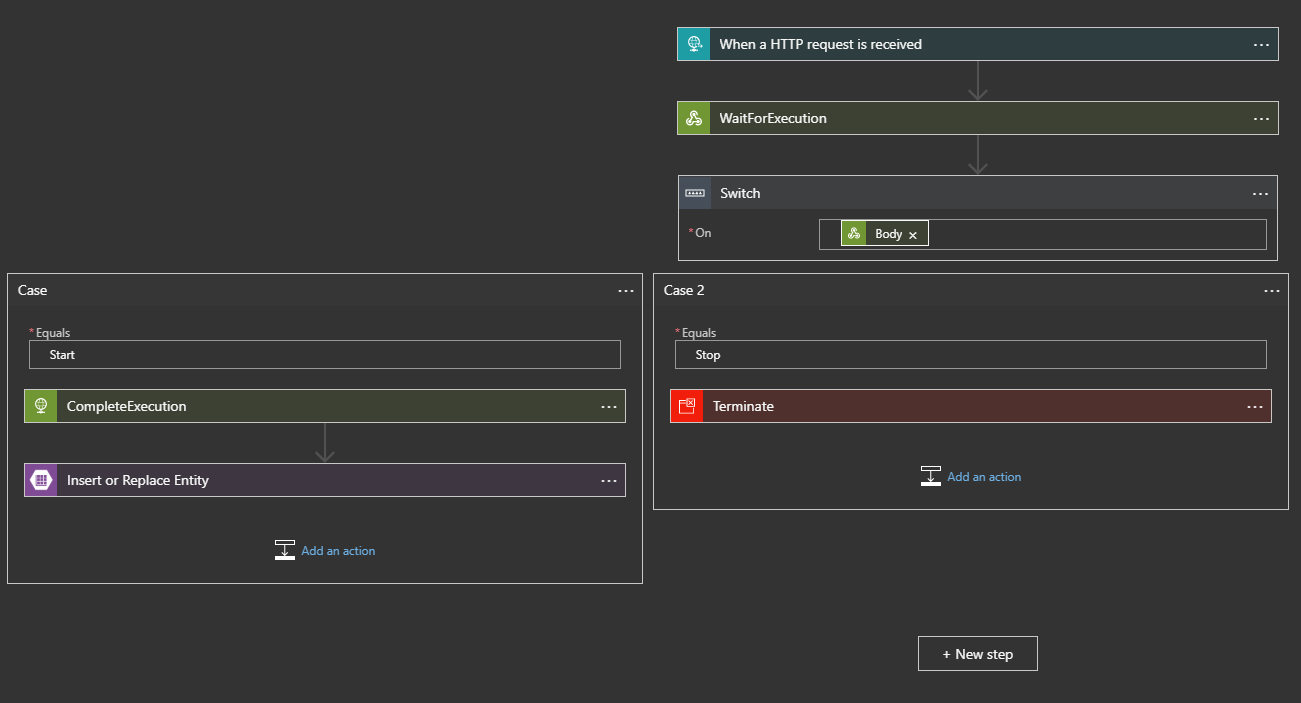 When a HTTP request is received
WaitForExecution
Switch
* On
Body ×
Case
* Equals
Start
CompleteExecution
Insert or Replace Entity
Add an action
Case 2
* Equals
Stop
Terminate
Add an action
+ New step